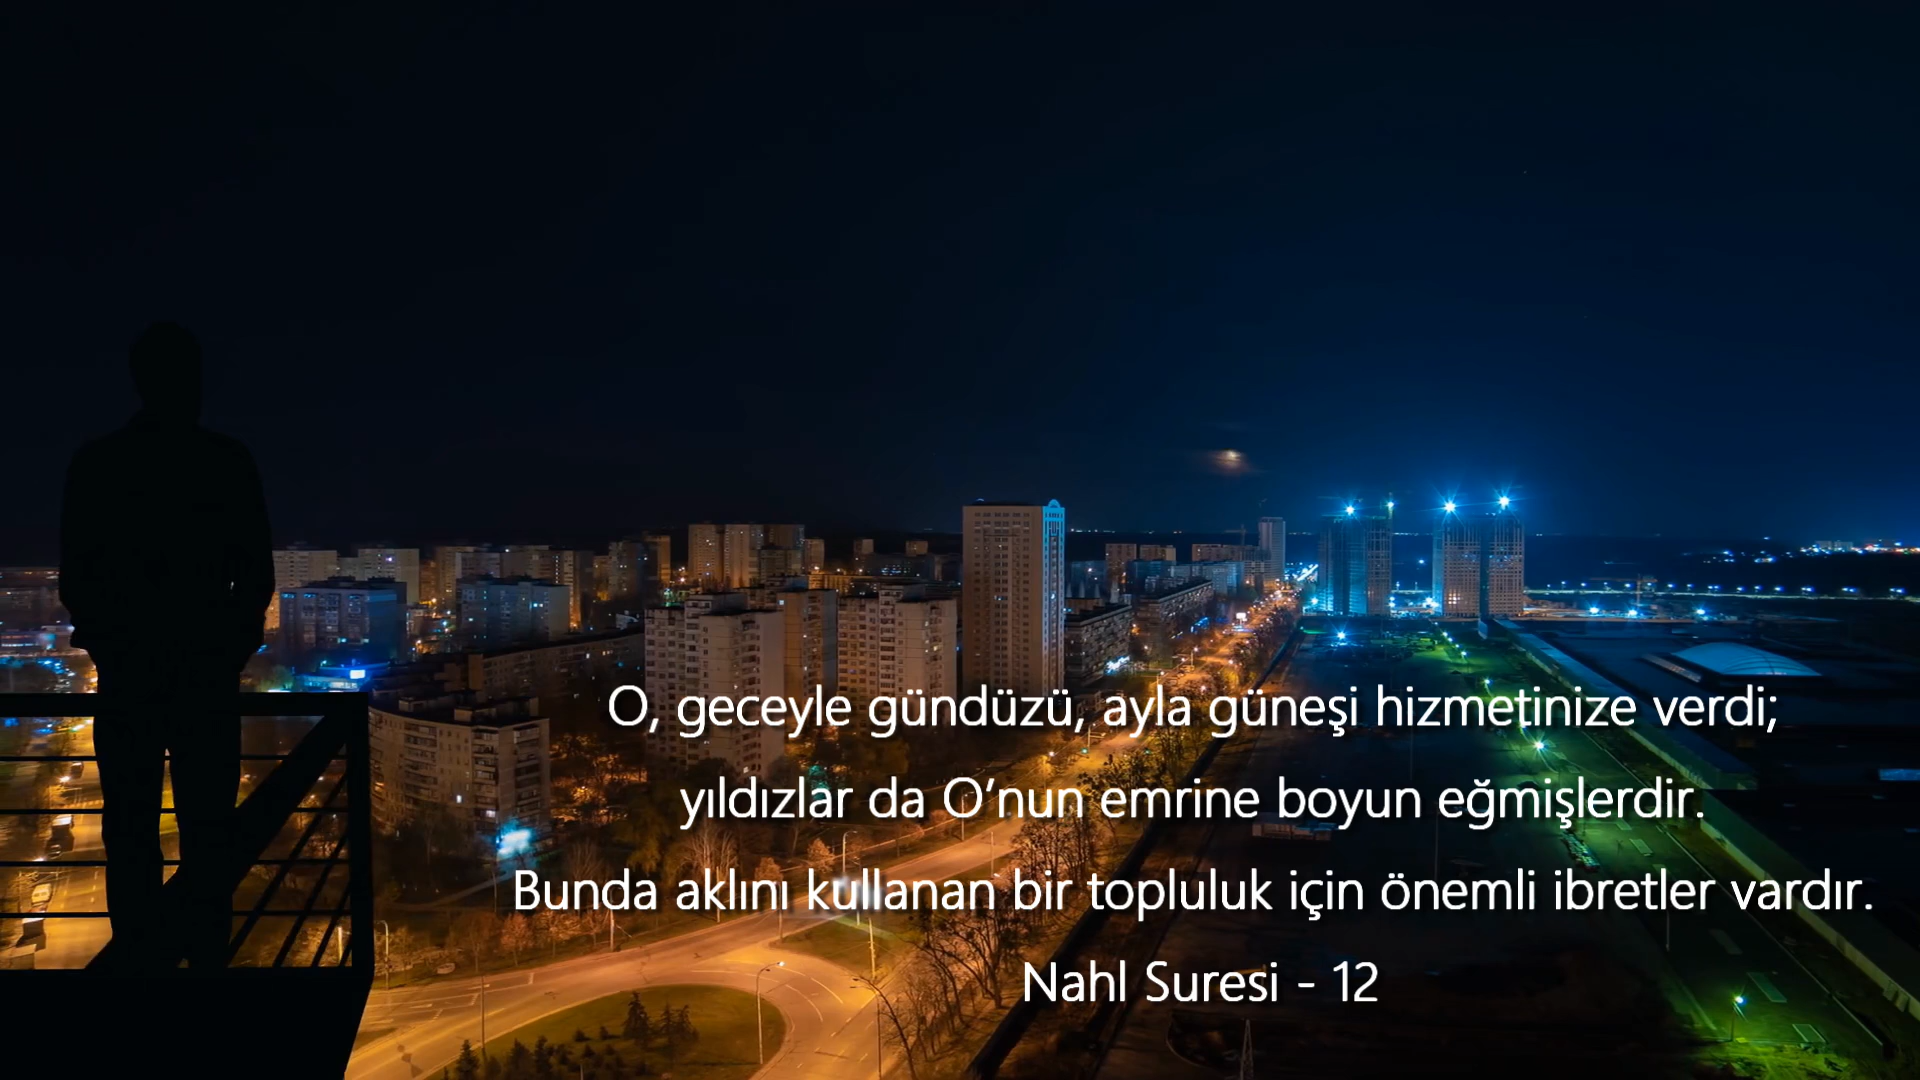 O, geceyle gündüzü, ayla güneşi hizmetinize verdi;
yıldızlar da O’nun emrine boyun eğmişlerdir.
Bunda aklını kullanan bir topluluk için önemli ibretler vardır.
Nahl Suresi - 12